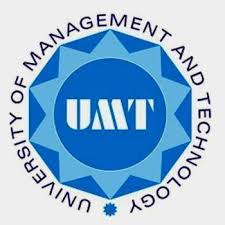 UNIVERSITY OF MANAGEMENT AND TECHNOLOGY
UMT